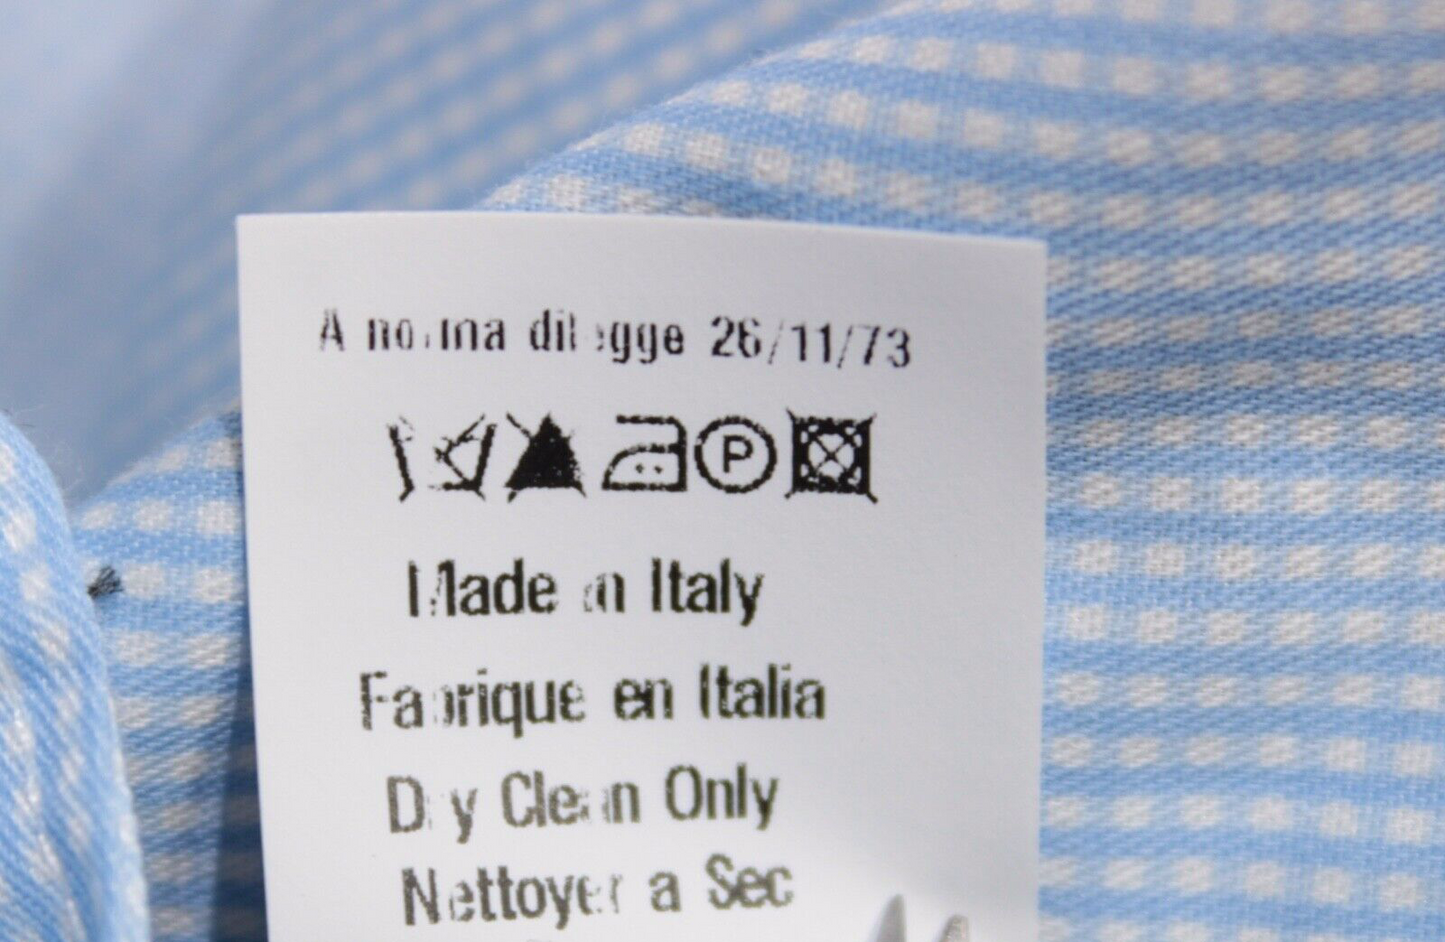 A norma di legge 26/11/73
P
Made in Italy
Fabrique en Italia
Dry Clean Only
Nettoyer a Sec